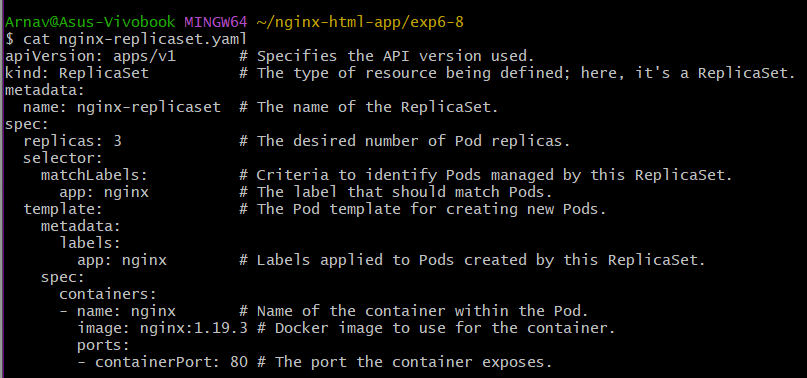 Arnav@Asus-Vivobook MINGW64 ~/nginx-html-app/exp6-8
$ cat nginx-replicaset.yaml
apiVersion: apps/v1       # Specifies the API version used.
kind: ReplicaSet          # The type of resource being defined; here, it's a ReplicaSet.
metadata:
  name: nginx-replicaset  # The name of the ReplicaSet.
spec:
  replicas: 3             # The desired number of Pod replicas.
  selector:
    matchLabels:          # Criteria to identify Pods managed by this ReplicaSet.
      app: nginx          # The label that should match Pods.
  template:               # The Pod template for creating new Pods.
    metadata:
      labels:
        app: nginx        # Labels applied to Pods created by this ReplicaSet.
    spec:
      containers:
      - name: nginx       # Name of the container within the Pod.
        image: nginx:1.19.3 # Docker image to use for the container.
        ports:
        - containerPort: 80 # The port the container exposes.